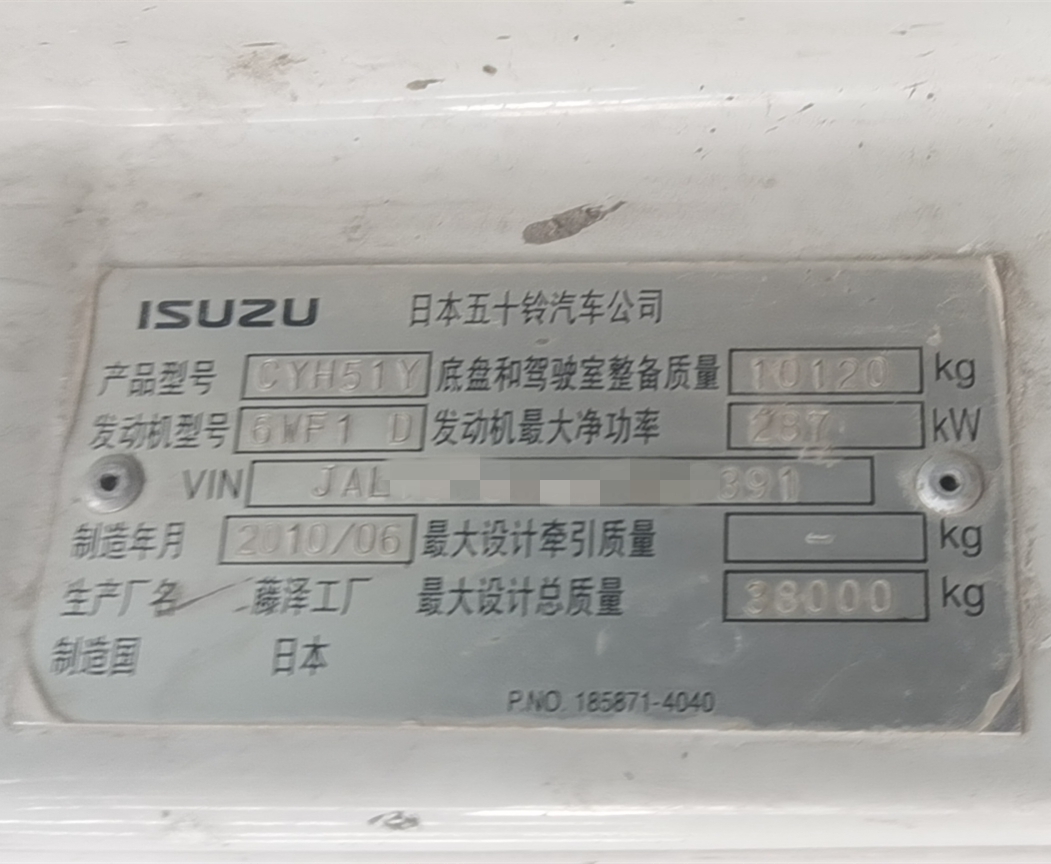 ISUZU 日本五十铃汽车公司
产品型号 CYH51Y 底盘和驾驶室整备质量 10120 kg
发动机型号 6WF1 D 发动机最大净功率 287 kW
VIN JAL 891
制造年月 2010/06 最大设计牵引质量 - kg
生产厂名 藤泽工厂 最大设计总质量 38000 kg
制造国 日本
P.NO. 185871-4040